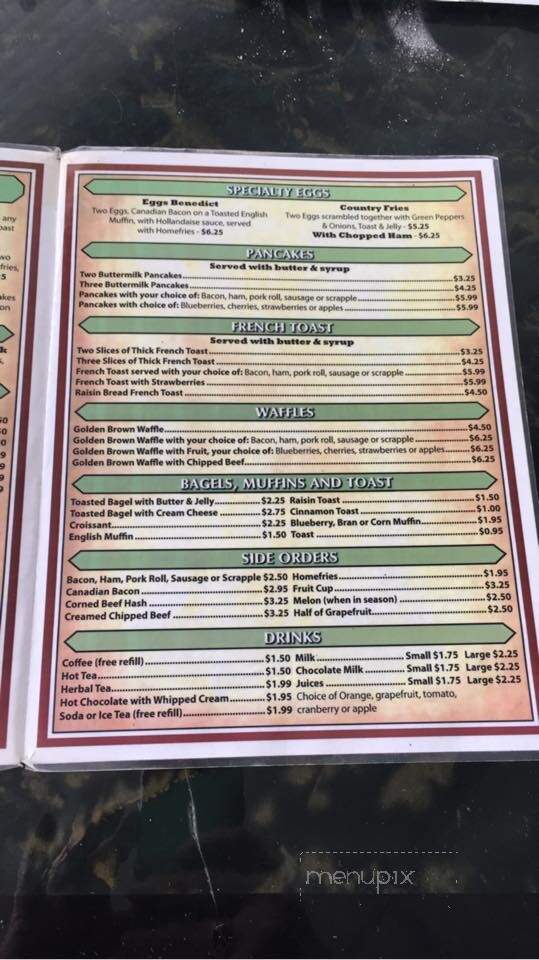 any
oast
wo
fries,
5
akes
on
k
s,
50
50
0
9
9
9
9
SPECIALTY EGGS
Eggs Benedict
Two Eggs, Canadian Bacon on a Toasted English
Muffin, with Hollandaise sauce, served
with Homefries - $6.25
Country Fries
Two Eggs scrambled together with Green Peppers
& Onions, Toast & Jelly - $5.25
With Chopped Ham - $6.25
PANCAKES
Served with butter & syrup
Two Buttermilk Pancakes $3.25
Three Buttermilk Pancakes $4.25
Pancakes with your choice of: Bacon, ham, pork roll, sausage or scrapple $5.99
Pancakes with choice of: Blueberries, cherries, strawberries or apples $5.99
FRENCH TOAST
Served with butter & syrup
Two Slices of Thick French Toast $3.25
Three Slices of Thick French Toast $4.25
French Toast served with your choice of: Bacon, ham, pork roll, sausage or scrapple $5.99
French Toast with Strawberries $5.99
Raisin Bread French Toast $4.50
WAFFLES
Golden Brown Waffle $4.50
Golden Brown Waffle with your choice of: Bacon, ham, pork roll, sausage or scrapple $6.25
Golden Brown Waffle with Fruit, your choice of: Blueberries, cherries, strawberries or apples $6.25
Golden Brown Waffle with Chipped Beef $6.25
BAGELS, MUFFINS AND TOAST
Toasted Bagel with Butter & Jelly $2.25 Raisin Toast $1.50
Toasted Bagel with Cream Cheese $2.75 Cinnamon Toast $1.00
Croissant $2.25 Blueberry, Bran or Corn Muffin $1.95
English Muffin $1.50 Toast $0.95
SIDE ORDERS
Bacon, Ham, Pork Roll, Sausage or Scrapple $2.50 Homefries $1.95
Canadian Bacon $2.95 Fruit Cup $3.25
Corned Beef Hash $3.25 Melon (when in season) $2.50
Creamed Chipped Beef $3.25 Half of Grapefruit $2.50
DRINKS
Coffee (free refill) $1.50 Milk Small $1.75 Large $2.25
Hot Tea $1.50 Chocolate Milk Small $1.75 Large $2.25
Herbal Tea $1.99 Juices Small $1.75 Large $2.25
Hot Chocolate with Whipped Cream $1.95 Choice of Orange, grapefruit, tomato,
Soda or Ice Tea (free refill) $1.99 cranberry or apple
menupix